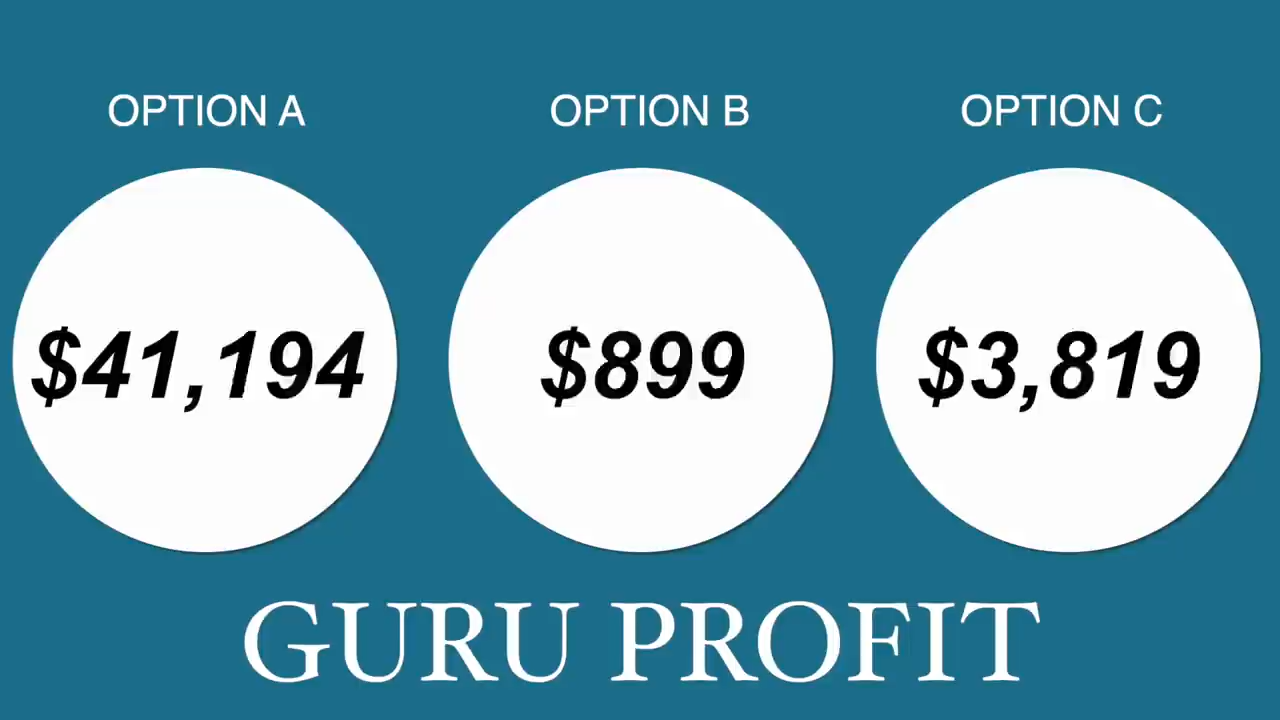 OPTION A
OPTION B
OPTION C
$41,194
$899
$3,819
GURU PROFIT